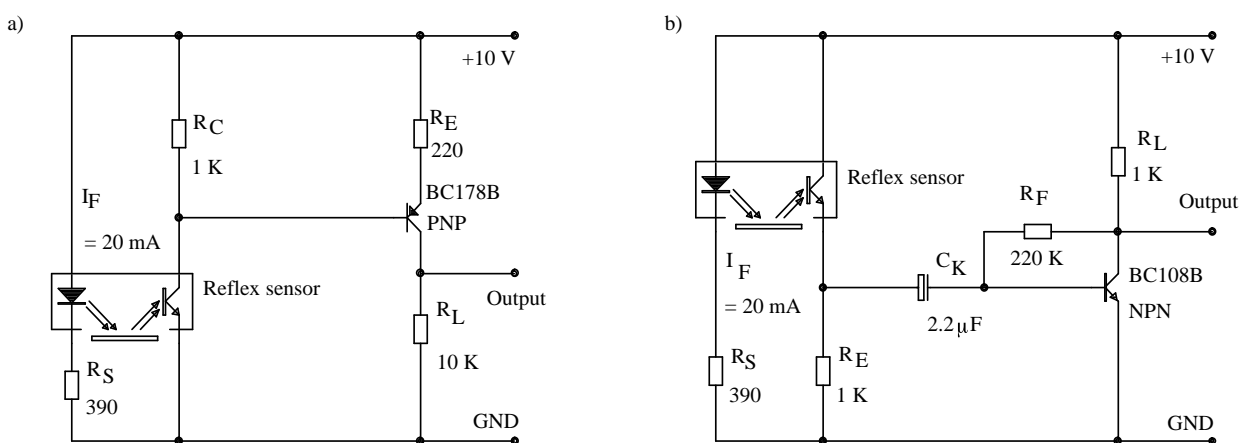 a)
+10 V
R_C
1 K
R_E
220
I_F
= 20 mA
BC178B
PNP
Reflex sensor
Output
R_L
10 K
R_S
390
GND
b)
+10 V
R_L
1 K
Reflex sensor
R_F
220 K
Output
I_F
= 20 mA
C_K
2.2 µF
BC108B
NPN
R_S
390
R_E
1 K
GND